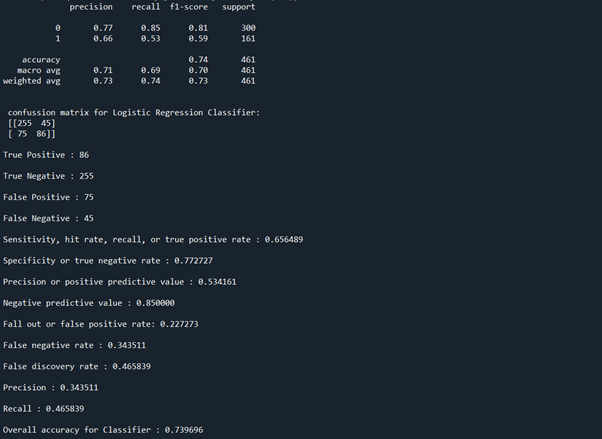 precision recall f1-score support
0 0.77 0.85 0.81 300
1 0.66 0.53 0.59 161
accuracy 0.74 461
macro avg 0.71 0.69 0.70 461
weighted avg 0.73 0.74 0.73 461
confussion matrix for Logistic Regression Classifier:
[[255 45]
[ 75 86]]
True Positive : 86
True Negative : 255
False Positive : 75
False Negative : 45
Sensitivity, hit rate, recall, or true positive rate : 0.656489
Specificity or true negative rate : 0.772727
Precision or positive predictive value : 0.534161
Negative predictive value : 0.850000
Fall out or false positive rate: 0.227273
False negative rate : 0.343511
False discovery rate : 0.465839
Precision : 0.343511
Recall : 0.465839
Overall accuracy for Classifier : 0.739696